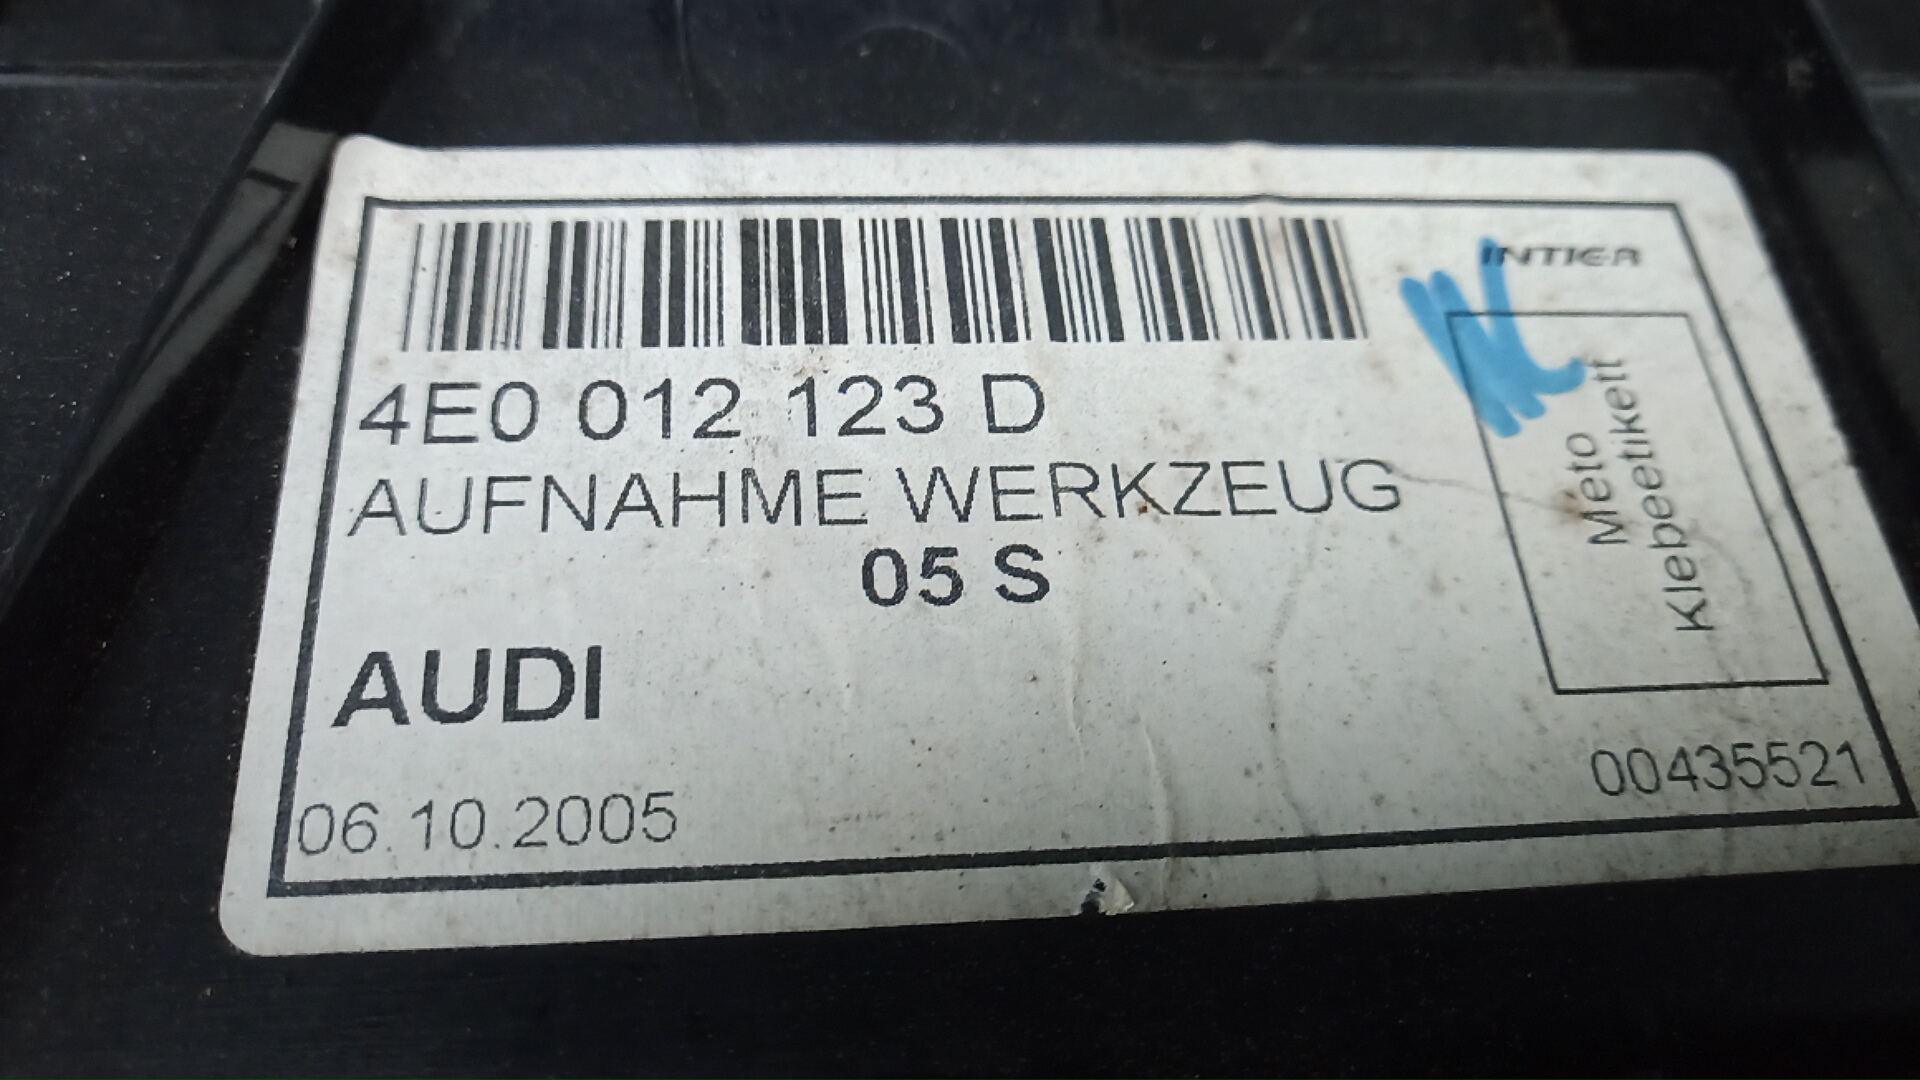 INTIER
4E0 012 123 D
AUFNAHME WERKZEUG
05 S
AUDI
06.10.2005
Meto
Klebeetikett
00435521